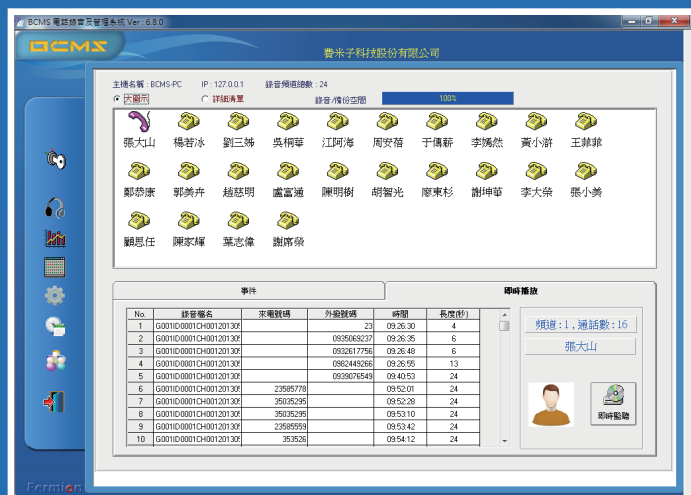 BCMS 電話錄音及管理系統 Ver : 6.8.0
BCMS
費米子科技股份有限公司
主機名稱 : BCMS-PC IP : 127.0.0.1 錄音頻道總數 : 24
大圖示 詳細清單 錄音/備份空間 100%
張大山 楊若冰 劉三姊 吳桐華 江阿海 周安蓓 于傳薪 李嫣然 黃小游 王菲菲
鄭恭康 郭美卉 趙慈明 盧富通 陳明樹 胡智光 廖東杉 謝坤華 李大榮 張小美
顧思任 陳家輝 葉志偉 謝席榮
事件 即時播放
No. 錄音檔名 來電號碼 外撥號碼 時間 長度(秒)
1 G001ID0001CH00120130 23 09:26:30 4
2 G001ID0001CH00120130 0935069237 09:26:35 6
3 G001ID0001CH00120130 0932617756 09:26:48 6
4 G001ID0001CH00120130 0982449266 09:26:55 13
5 G001ID0001CH00120130 0939076549 09:40:53 24
6 G001ID0001CH00120130 23585778 09:52:01 24
7 G001ID0001CH00120130 35035295 09:52:28 24
8 G001ID0001CH00120130 35035295 09:53:10 24
9 G001ID0001CH00120130 23585559 09:53:42 24
10 G001ID0001CH00120130 353526 09:54:12 24
頻道 : 1 , 通話數 : 16
張大山
即時監聽
Fermion